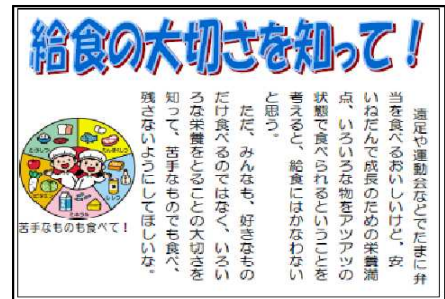 給食の大切さを知って！
遠足や運動会などでたまに弁
当を食べるおいしいけど、安
いねだんで成長のための栄養満
点、いろいろな物をアツアツの
状態で食べられるということを
考えると、給食にはかなわない
と思う。
ただ、みんなも、好きなもの
だけ食べるのではなく、いろい
ろな栄養をとることの大切さを
知って、苦手なものでも食べ、
残さないようにしてほしいな。
苦手なものも食べて！